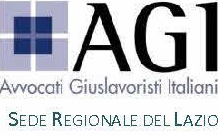 AGI
Avvocati Giuslavoristi Italiani
SEDE REGIONALE DEL LAZIO